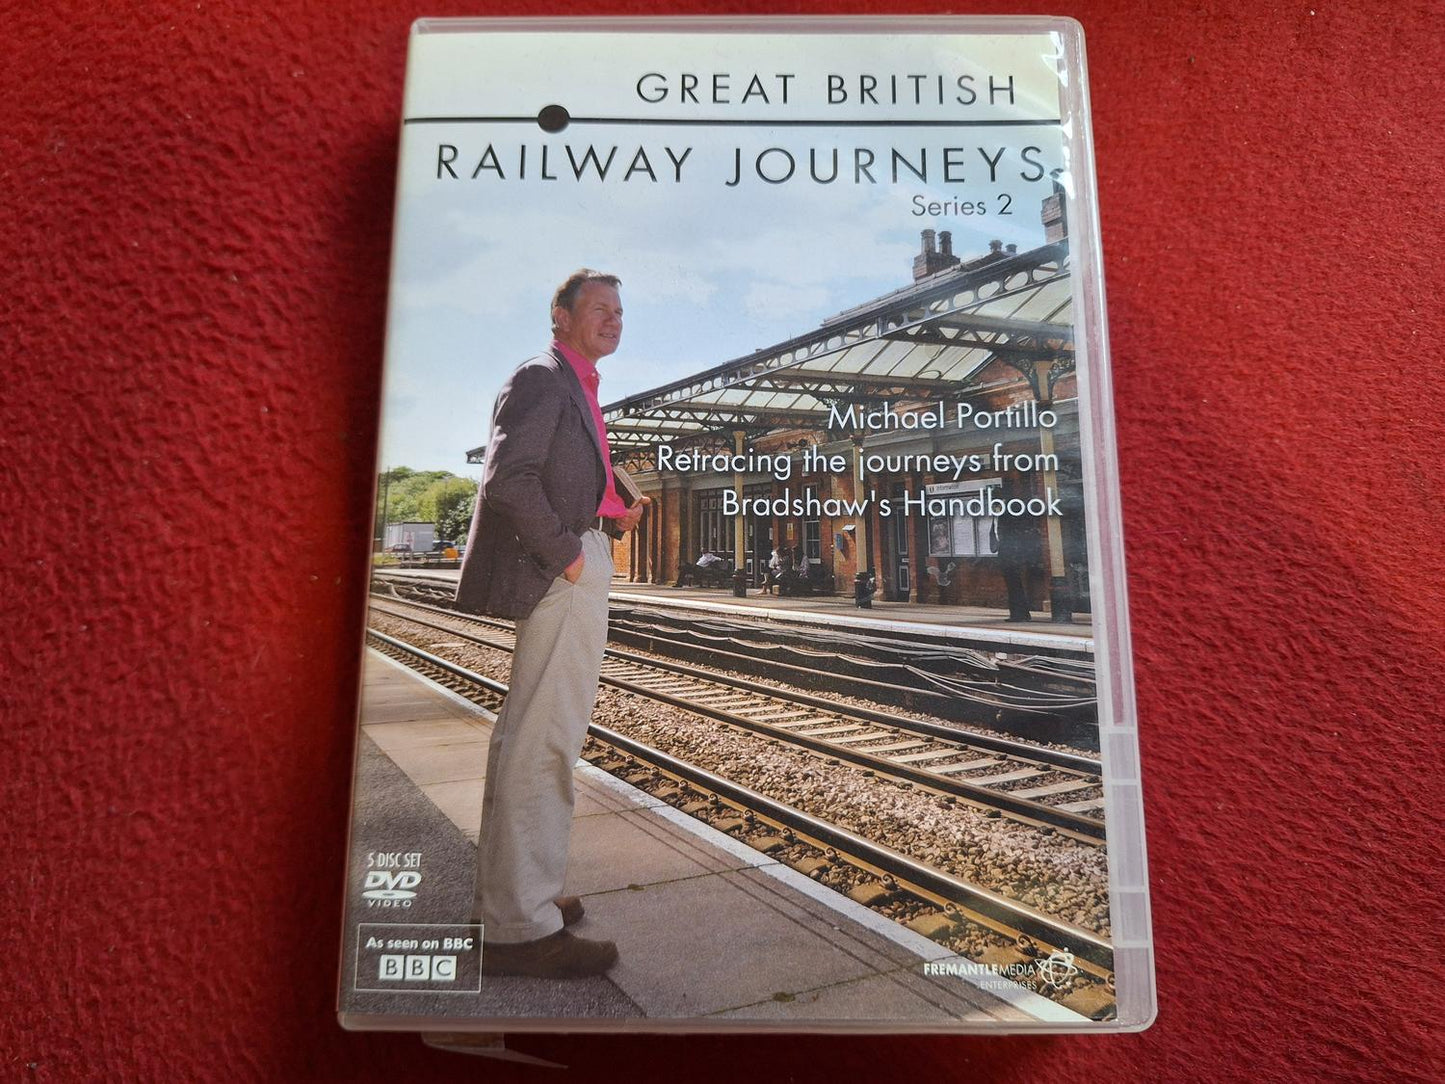 GREAT BRITISH
RAILWAY JOURNEYS
Series 2
Michael Portillo
Retracing the journeys from
Bradshaw's Handbook
5 DISC SET
DVD
VIDEO
As seen on BBC
BBC
FREMANTLEMEDIA
ENTERPRISES